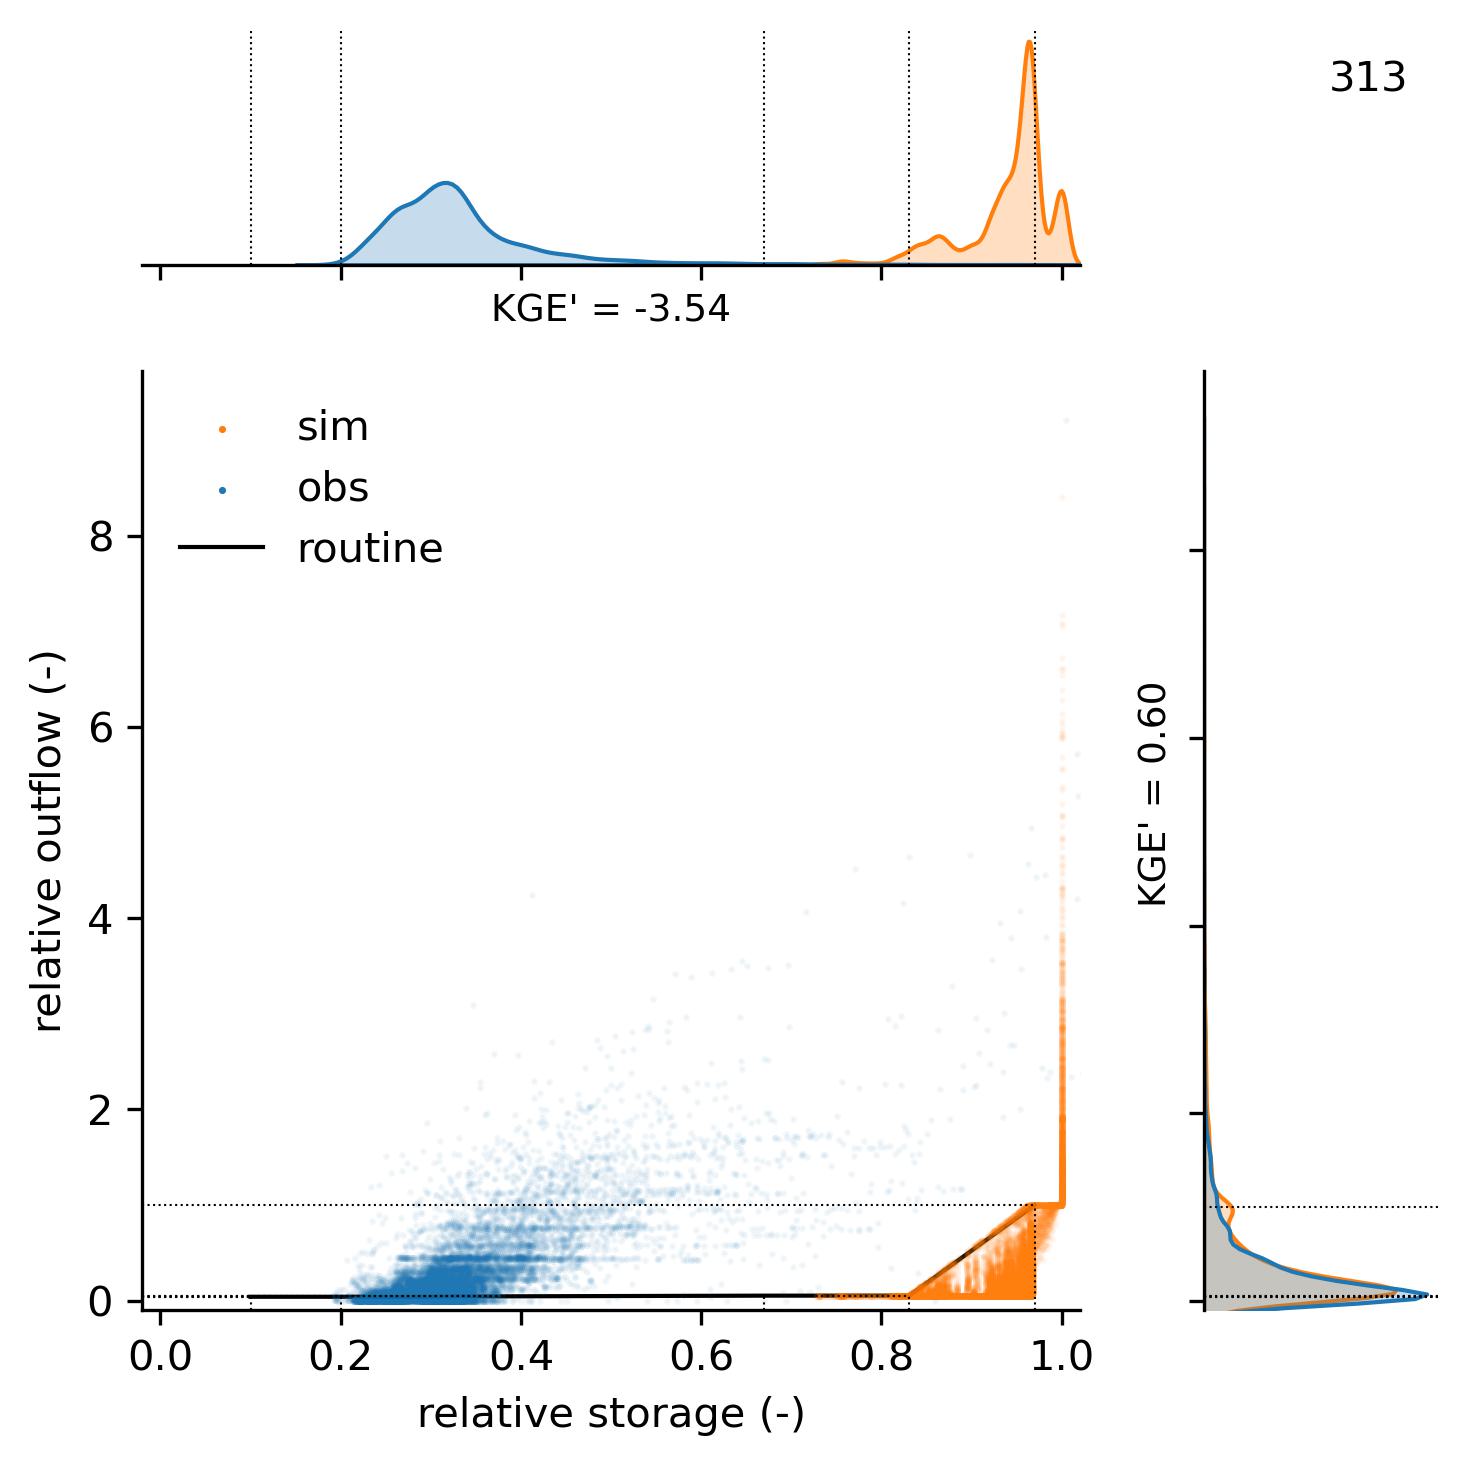 313
KGE' = -3.54
sim
obs
routine
8
6
4
2
0
relative outflow (-)
KGE' = 0.60
0.0 0.2 0.4 0.6 0.8 1.0
relative storage (-)